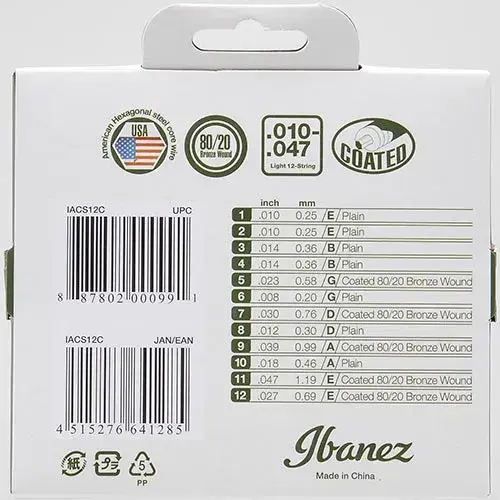 American Hexagonal steel core wire
USA
80/20
Bronze Wound
.010-
.047
Light 12-String
COATED
IACS12C UPC
8 87802 00099 1
IACS12C JAN/EAN
4 515276 641285
紙
プラ
5
PP
inch mm
1 .010 0.25 /E/ Plain
2 .010 0.25 /E/ Plain
3 .014 0.36 /B/ Plain
4 .014 0.36 /B/ Plain
5 .023 0.58 /G/ Coated 80/20 Bronze Wound
6 .008 0.20 /G/ Plain
7 .030 0.76 /D/ Coated 80/20 Bronze Wound
8 .012 0.30 /D/ Plain
9 .039 0.99 /A/ Coated 80/20 Bronze Wound
10 .018 0.46 /A/ Plain
11 .047 1.19 /E/ Coated 80/20 Bronze Wound
12 .027 0.69 /E/ Coated 80/20 Bronze Wound
Ibanez
Made in China